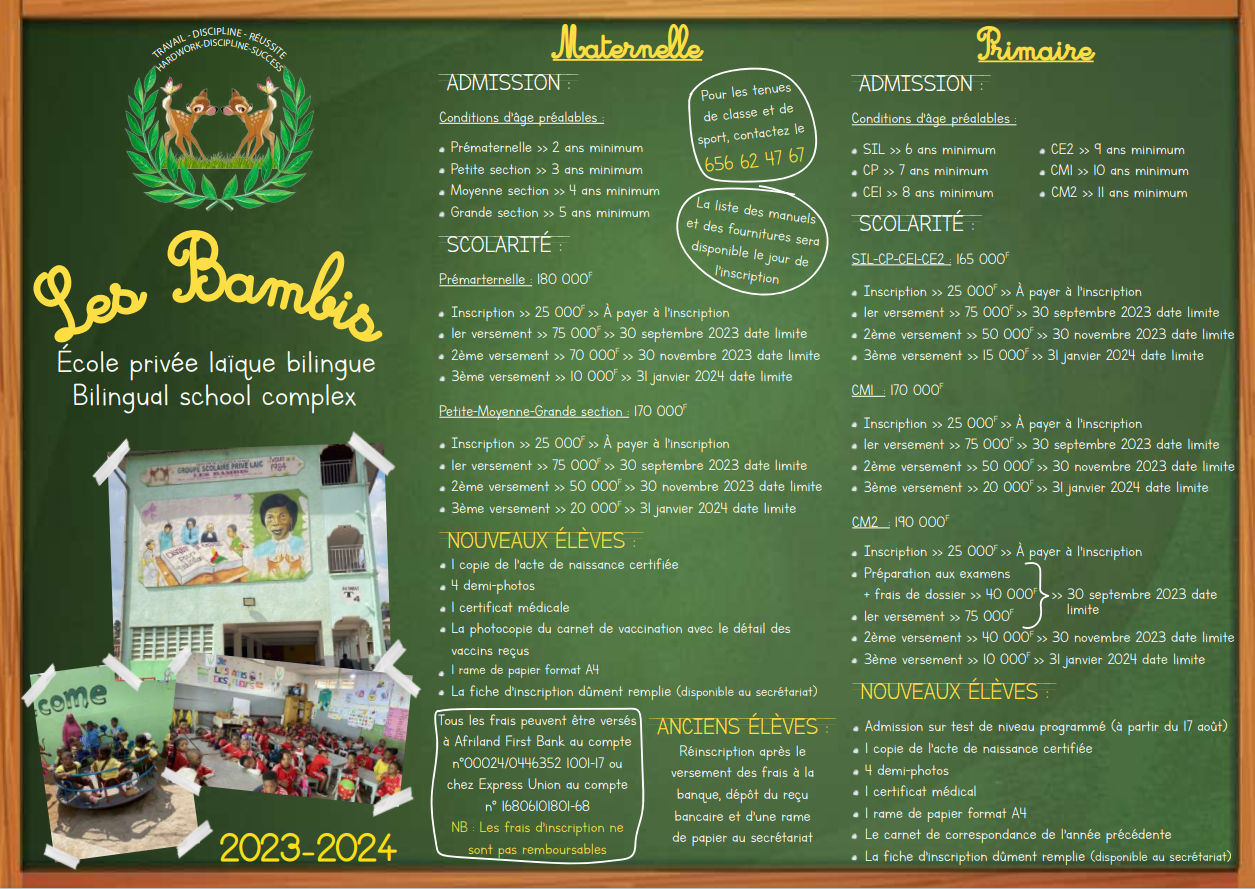 TRAVAIL - DISCIPLINE - RÉUSSITE
HARDWORK-DISCIPLINE-SUCCESS
Les Bambis
École privée laïque bilingue
Bilingual school complex
GROUPE SCOLAIRE PRIVE LAIC
LES BAMBIS
come
2023-2024
Maternelle
ADMISSION :
Conditions d'âge préalables :
Prématernelle >> 2 ans minimum
Petite section >> 3 ans minimum
Moyenne section >> 4 ans minimum
Grande section >> 5 ans minimum
Pour les tenues
de classe et de
sport, contactez le
656 62 47 67
La liste des manuels
et des fournitures sera
disponible le jour de
l'inscription
SCOLARITÉ :
Prémarternelle : 180 000F
Inscription >> 25 000F >> À payer à l'inscription
1er versement >> 75 000F >> 30 septembre 2023 date limite
2ème versement >> 70 000F >> 30 novembre 2023 date limite
3ème versement >> 10 000F >> 31 janvier 2024 date limite
Petite-Moyenne-Grande section : 170 000F
Inscription >> 25 000F >> À payer à l'inscription
1er versement >> 75 000F >> 30 septembre 2023 date limite
2ème versement >> 50 000F >> 30 novembre 2023 date limite
3ème versement >> 20 000F >> 31 janvier 2024 date limite
NOUVEAUX ÉLÈVES :
1 copie de l'acte de naissance certifiée
4 demi-photos
1 certificat médicale
La photocopie du carnet de vaccination avec le détail des
vaccins reçus
1 rame de papier format A4
La fiche d'inscription dûment remplie (disponible au secrétariat)
Tous les frais peuvent être versés
à Afriland First Bank au compte
n°00024/0446352 1001-17 ou
chez Express Union au compte
n° 16806101801-68
NB : Les frais d'inscription ne
sont pas remboursables
ANCIENS ÉLÈVES :
Réinscription après le
versement des frais à la
banque, dépôt du reçu
bancaire et d'une rame
de papier au secrétariat
Primaire
ADMISSION :
Conditions d'âge préalables :
SIL >> 6 ans minimum
CP >> 7 ans minimum
CE1 >> 8 ans minimum
CE2 >> 9 ans minimum
CM1 >> 10 ans minimum
CM2 >> 11 ans minimum
SCOLARITÉ :
SIL-CP-CE1-CE2 : 165 000F
Inscription >> 25 000F >> À payer à l'inscription
1er versement >> 75 000F >> 30 septembre 2023 date limite
2ème versement >> 50 000F >> 30 novembre 2023 date limite
3ème versement >> 15 000F >> 31 janvier 2024 date limite
CM1 : 170 000F
Inscription >> 25 000F >> À payer à l'inscription
1er versement >> 75 000F >> 30 septembre 2023 date limite
2ème versement >> 50 000F >> 30 novembre 2023 date limite
3ème versement >> 20 000F >> 31 janvier 2024 date limite
CM2 : 190 000F
Inscription >> 25 000F >> À payer à l'inscription
Préparation aux examens
+ frais de dossier >> 40 000F >> 30 septembre 2023 date
limite
1er versement >> 75 000F
2ème versement >> 40 000F >> 30 novembre 2023 date limite
3ème versement >> 10 000F >> 31 janvier 2024 date limite
NOUVEAUX ÉLÈVES :
Admission sur test de niveau programmé (à partir du 17 août)
1 copie de l'acte de naissance certifiée
4 demi-photos
1 certificat médical
1 rame de papier format A4
Le carnet de correspondance de l'année précédente
La fiche d'inscription dûment remplie (disponible au secrétariat)